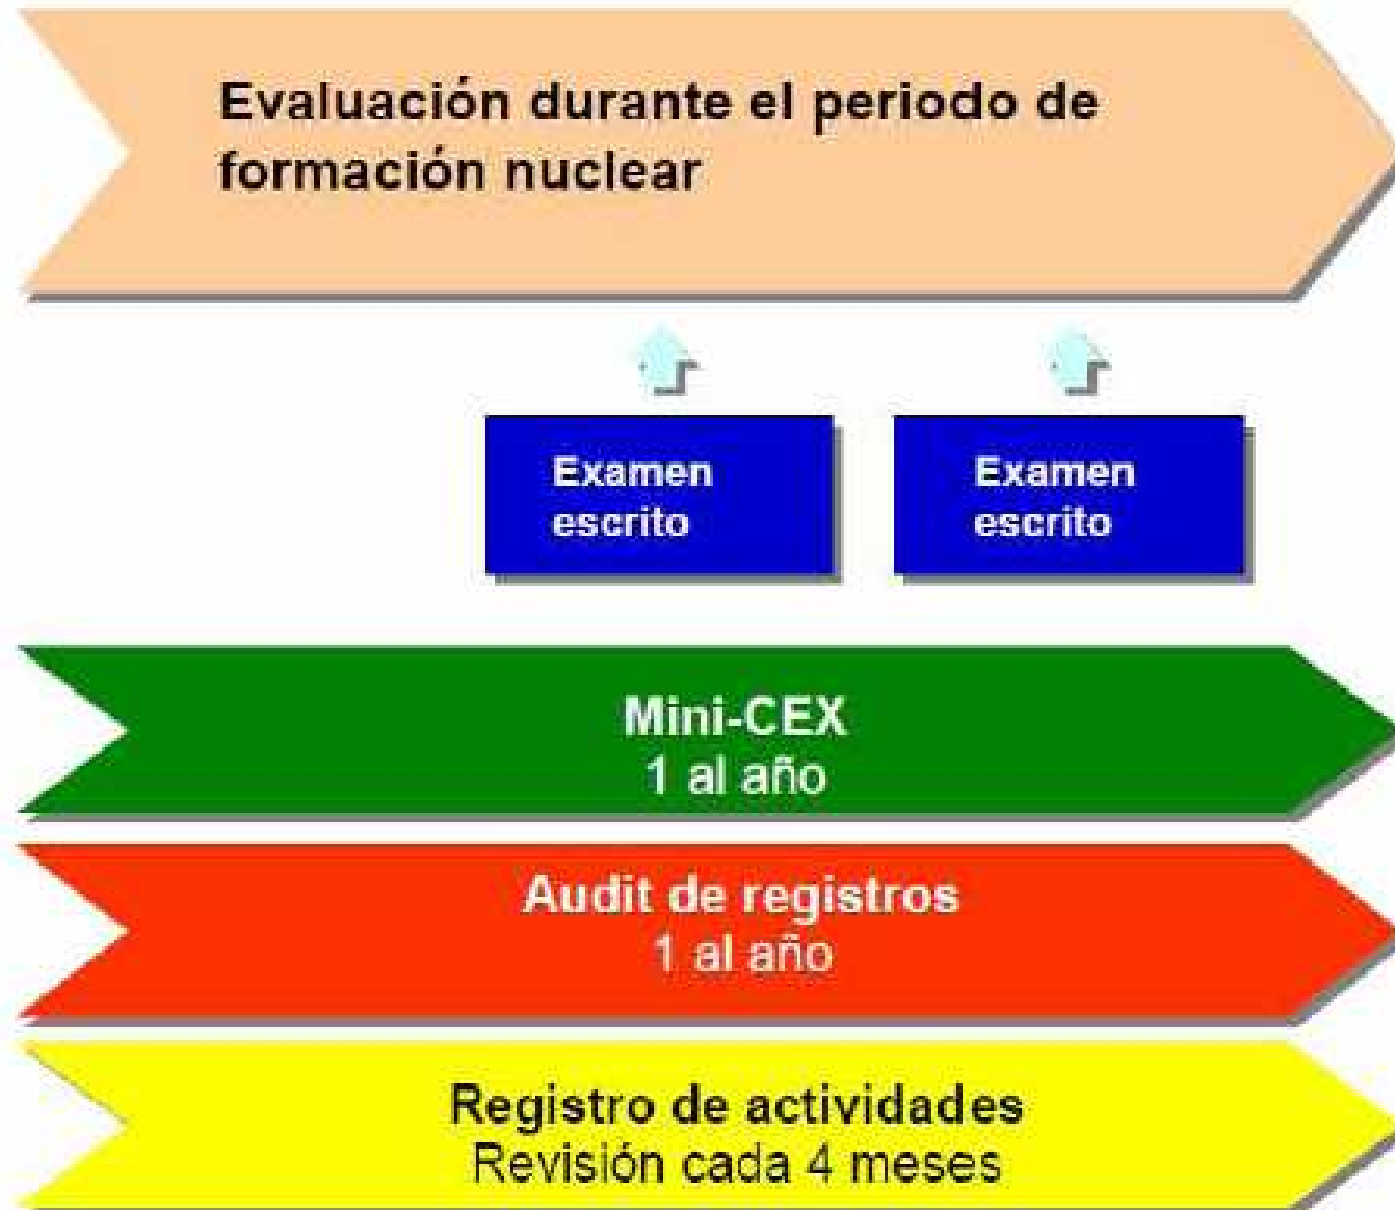 Evaluación durante el periodo de
formación nuclear
Examen
escrito
Examen
escrito
Mini-CEX
1 al año
Audit de registros
1 al año
Registro de actividades
Revisión cada 4 meses